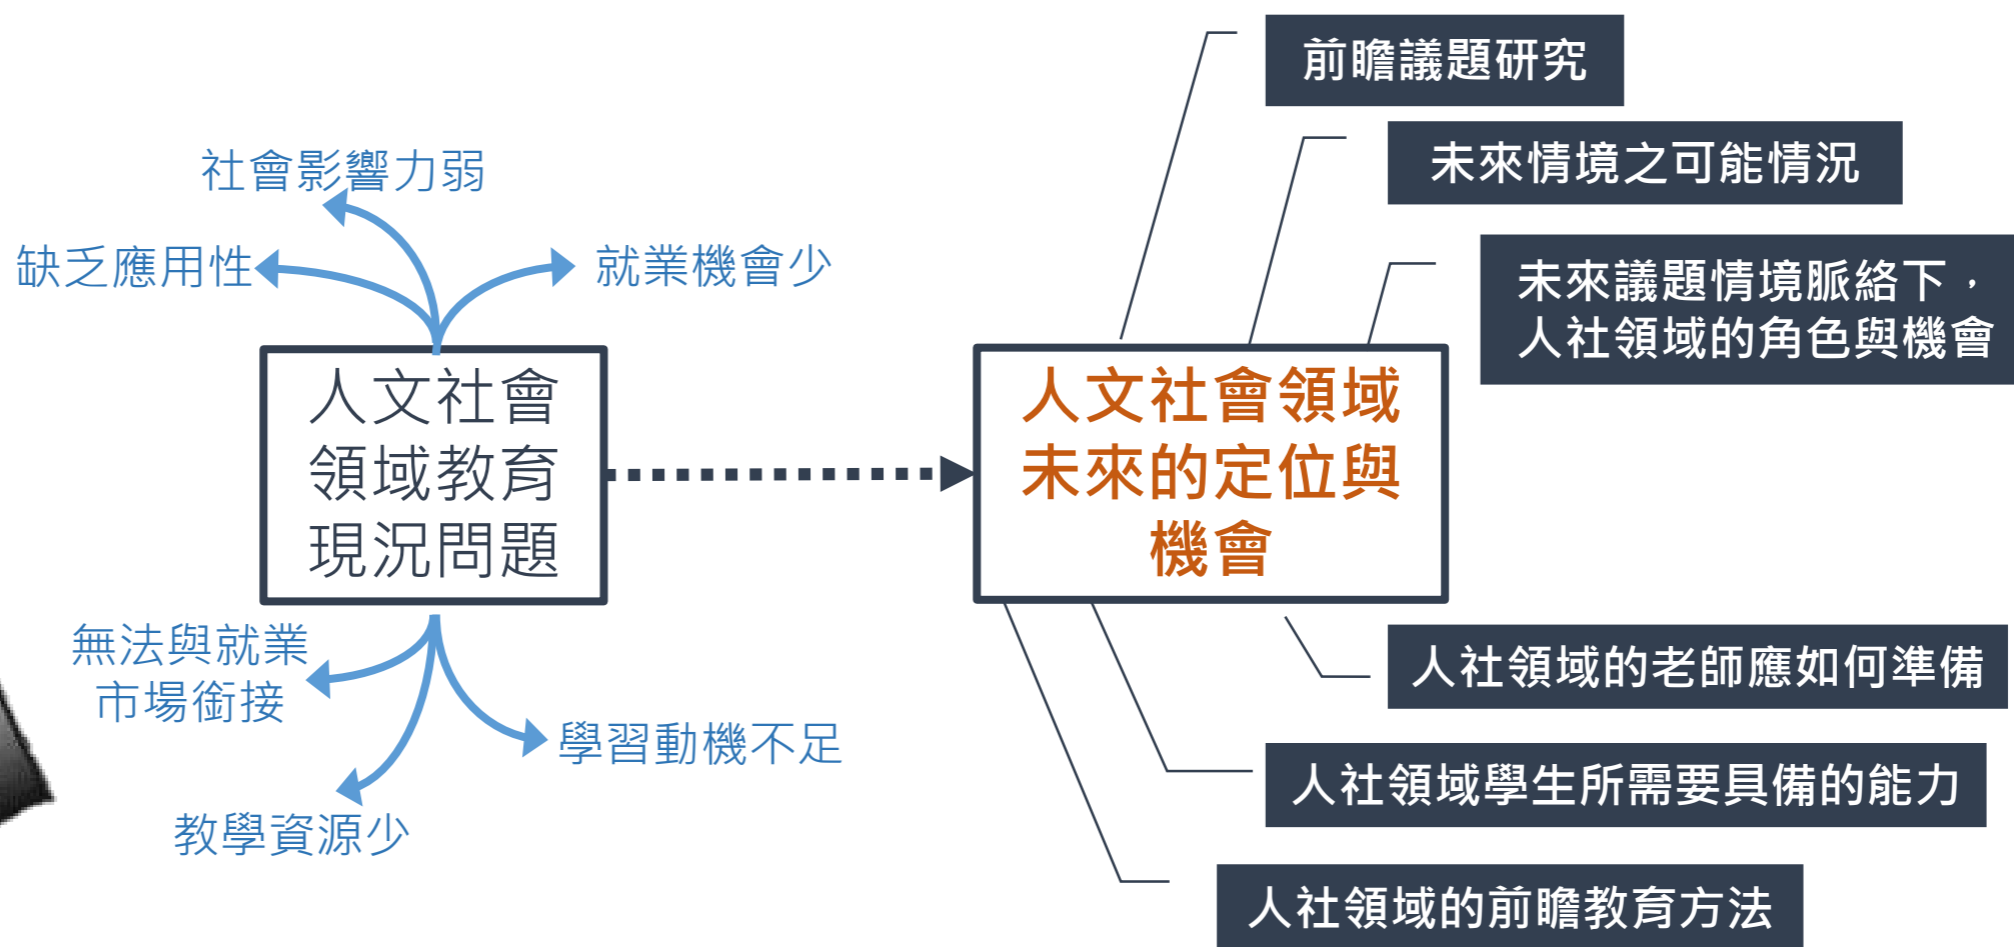 社會影響力弱
缺乏應用性
就業機會少
人文社會
領域教育
現況問題
無法與就業
市場銜接
學習動機不足
教學資源少
前瞻議題研究
未來情境之可能情況
未來議題情境脈絡下，
人社領域的角色與機會
人文社會領域
未來的定位與
機會
人社領域的老師應如何準備
人社領域學生所需要具備的能力
人社領域的前瞻教育方法